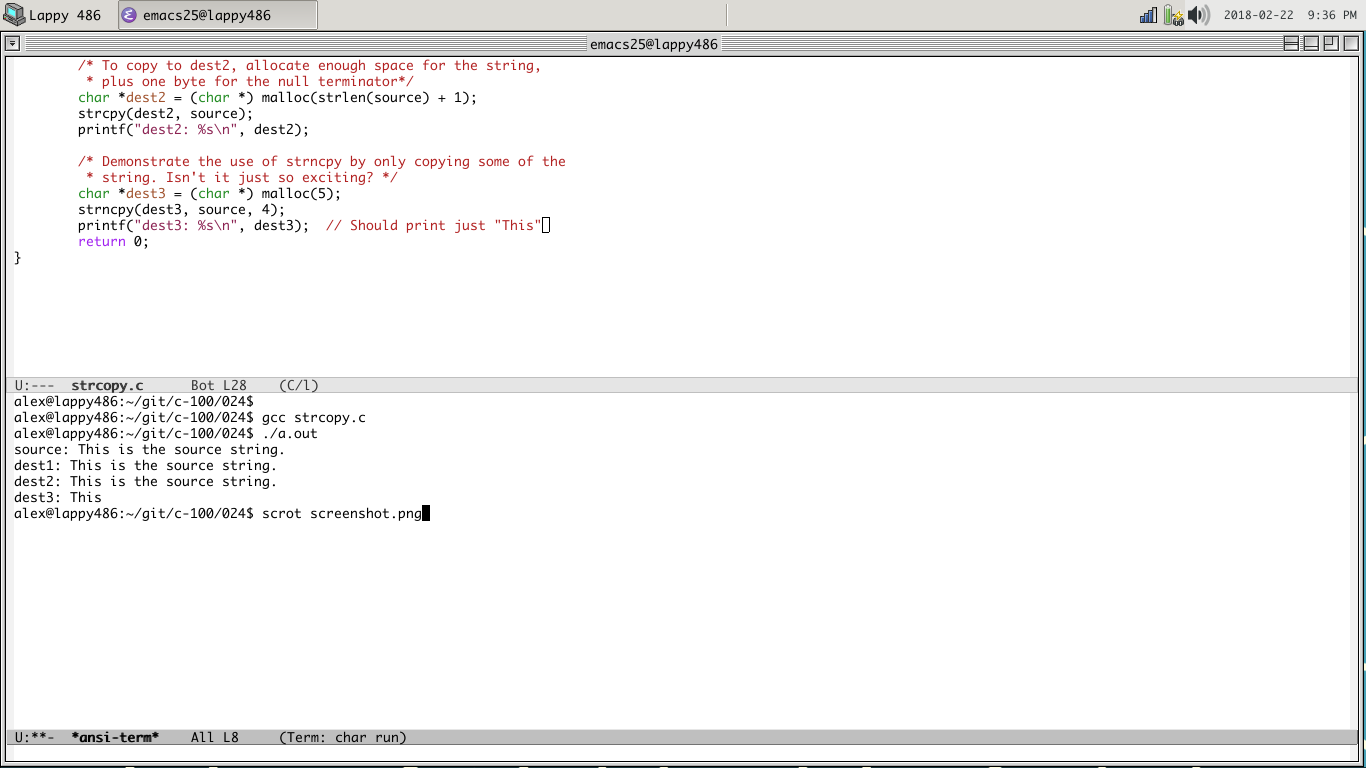 Lappy 486 emacs25@lappy486 2018-02-22 9:36 PM
emacs25@lappy486
/* To copy to dest2, allocate enough space for the string,
 * plus one byte for the null terminator*/
char *dest2 = (char *) malloc(strlen(source) + 1);
strcpy(dest2, source);
printf("dest2: %s\n", dest2);
/* Demonstrate the use of strncpy by only copying some of the
 * string. Isn't it just so exciting? */
char *dest3 = (char *) malloc(5);
strncpy(dest3, source, 4);
printf("dest3: %s\n", dest3);  // Should print just "This"
return 0;
}
U:---  strcopy.c      Bot L28    (C/l)
alex@lappy486:~/git/c-100/024$
alex@lappy486:~/git/c-100/024$ gcc strcopy.c
alex@lappy486:~/git/c-100/024$ ./a.out
source: This is the source string.
dest1: This is the source string.
dest2: This is the source string.
dest3: This
alex@lappy486:~/git/c-100/024$ scrot screenshot.png
U:**-  *ansi-term*    All L8     (Term: char run)